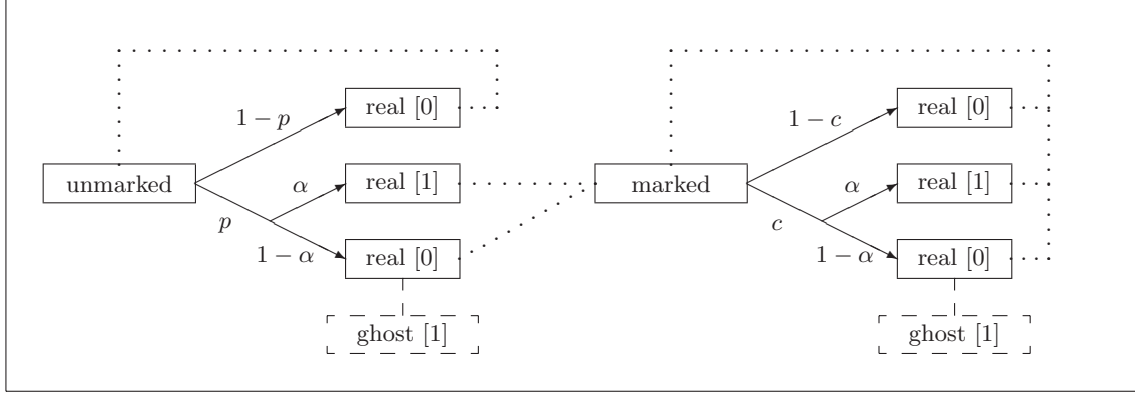 1 − p
real [0]
1 − c
real [0]
unmarked
α
real [1]
marked
α
real [1]
p
1 − α
real [0]
c
1 − α
real [0]
ghost [1]
ghost [1]